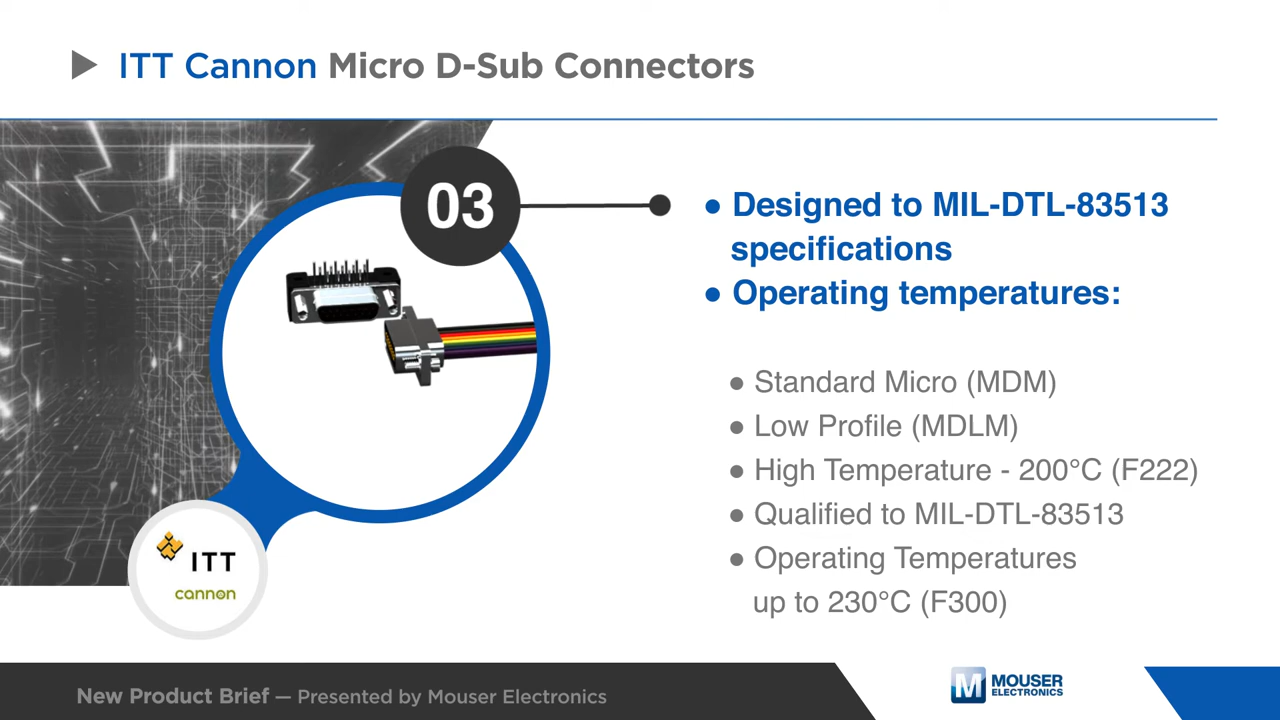 ITT Cannon Micro D-Sub Connectors
03
● Designed to MIL-DTL-83513
specifications
● Operating temperatures:
● Standard Micro (MDM)
● Low Profile (MDLM)
● High Temperature - 200°C (F222)
● Qualified to MIL-DTL-83513
● Operating Temperatures
up to 230°C (F300)
ITT
cannon
New Product Brief — Presented by Mouser Electronics
M MOUSER
ELECTRONICS